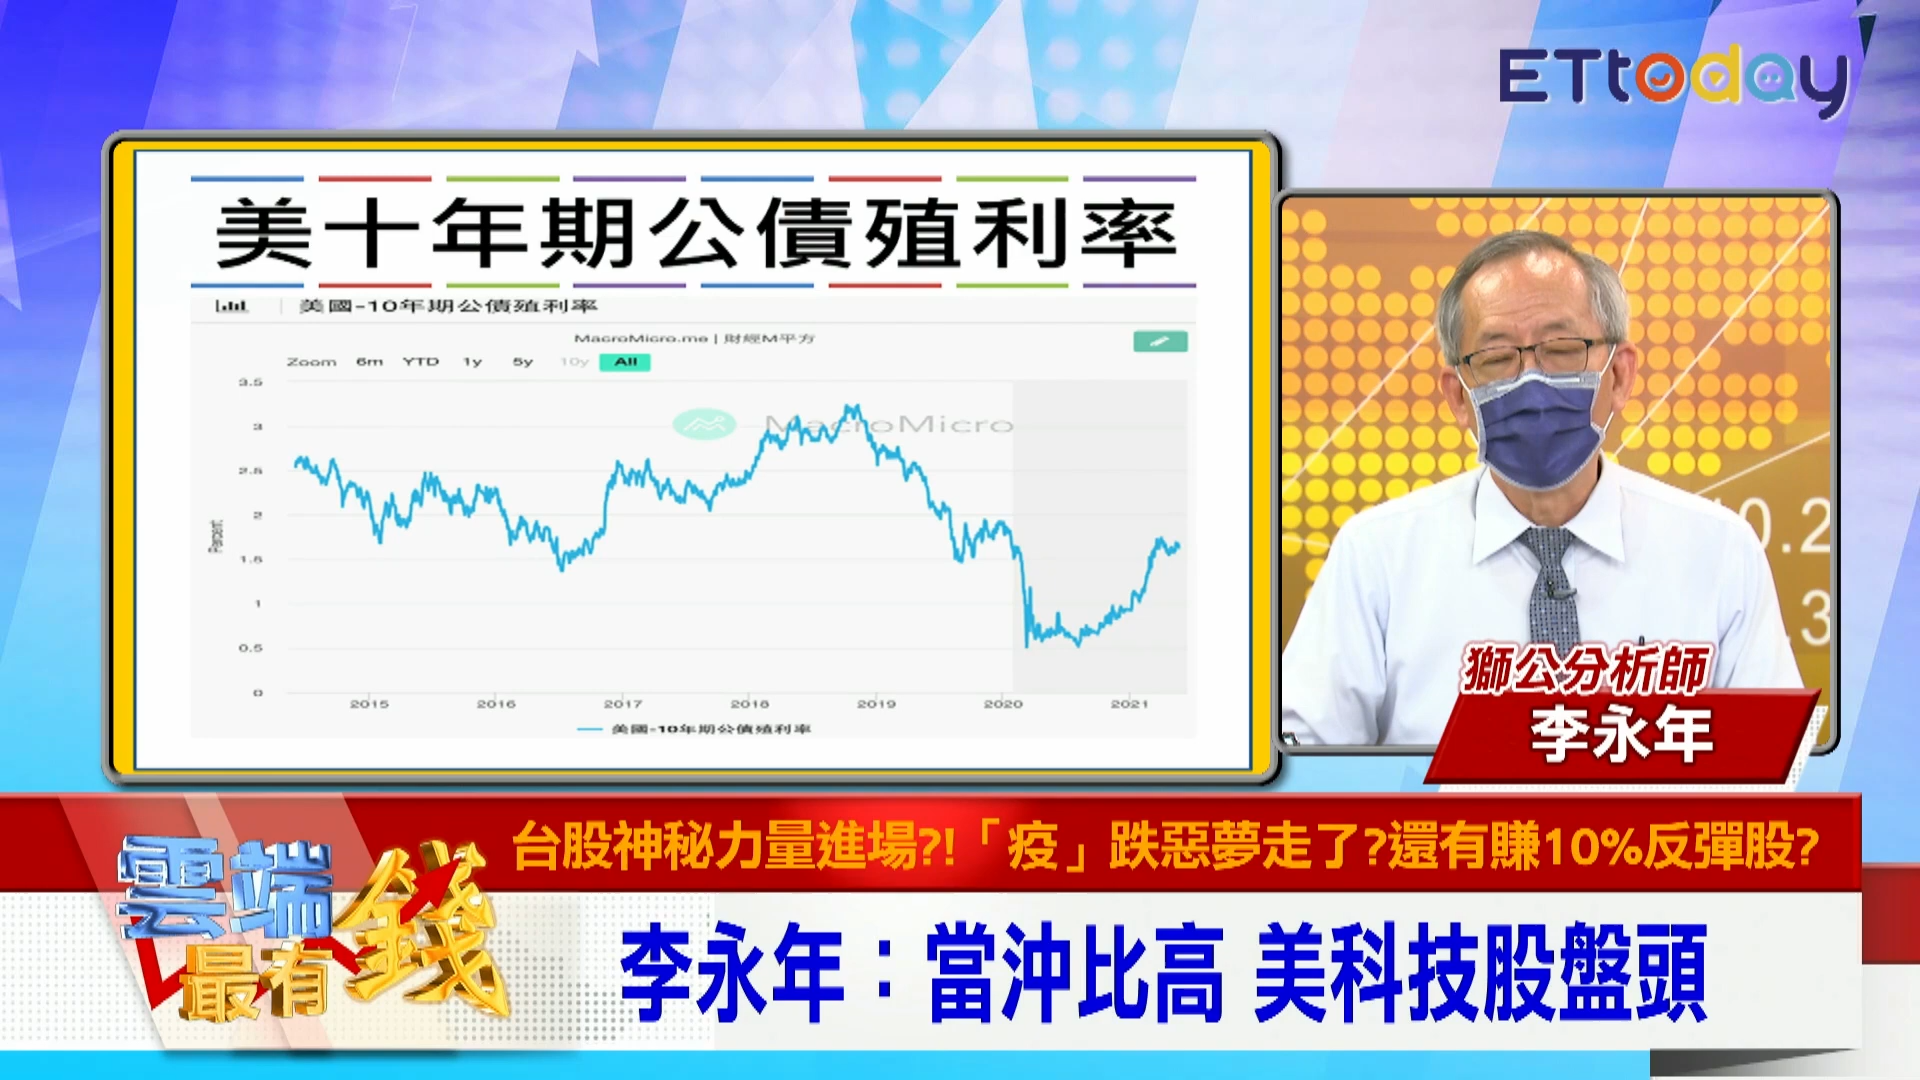 ETtoday
美十年期公債殖利率
美國-10年期公債殖利率
MacroMicro.me | 財經M平方
Zoom 6m YTD 1y 5y 10y All
MacroMicro
3.5
3
2.5
2
1.5
1
0.5
0
Percent
2015 2016 2017 2018 2019 2020 2021
美國-10年期公債殖利率
獅公分析師
李永年
台股神秘力量進場?!「疫」跌惡夢走了?還有賺10%反彈股?
雲端最有錢
李永年：當沖比高 美科技股盤頭